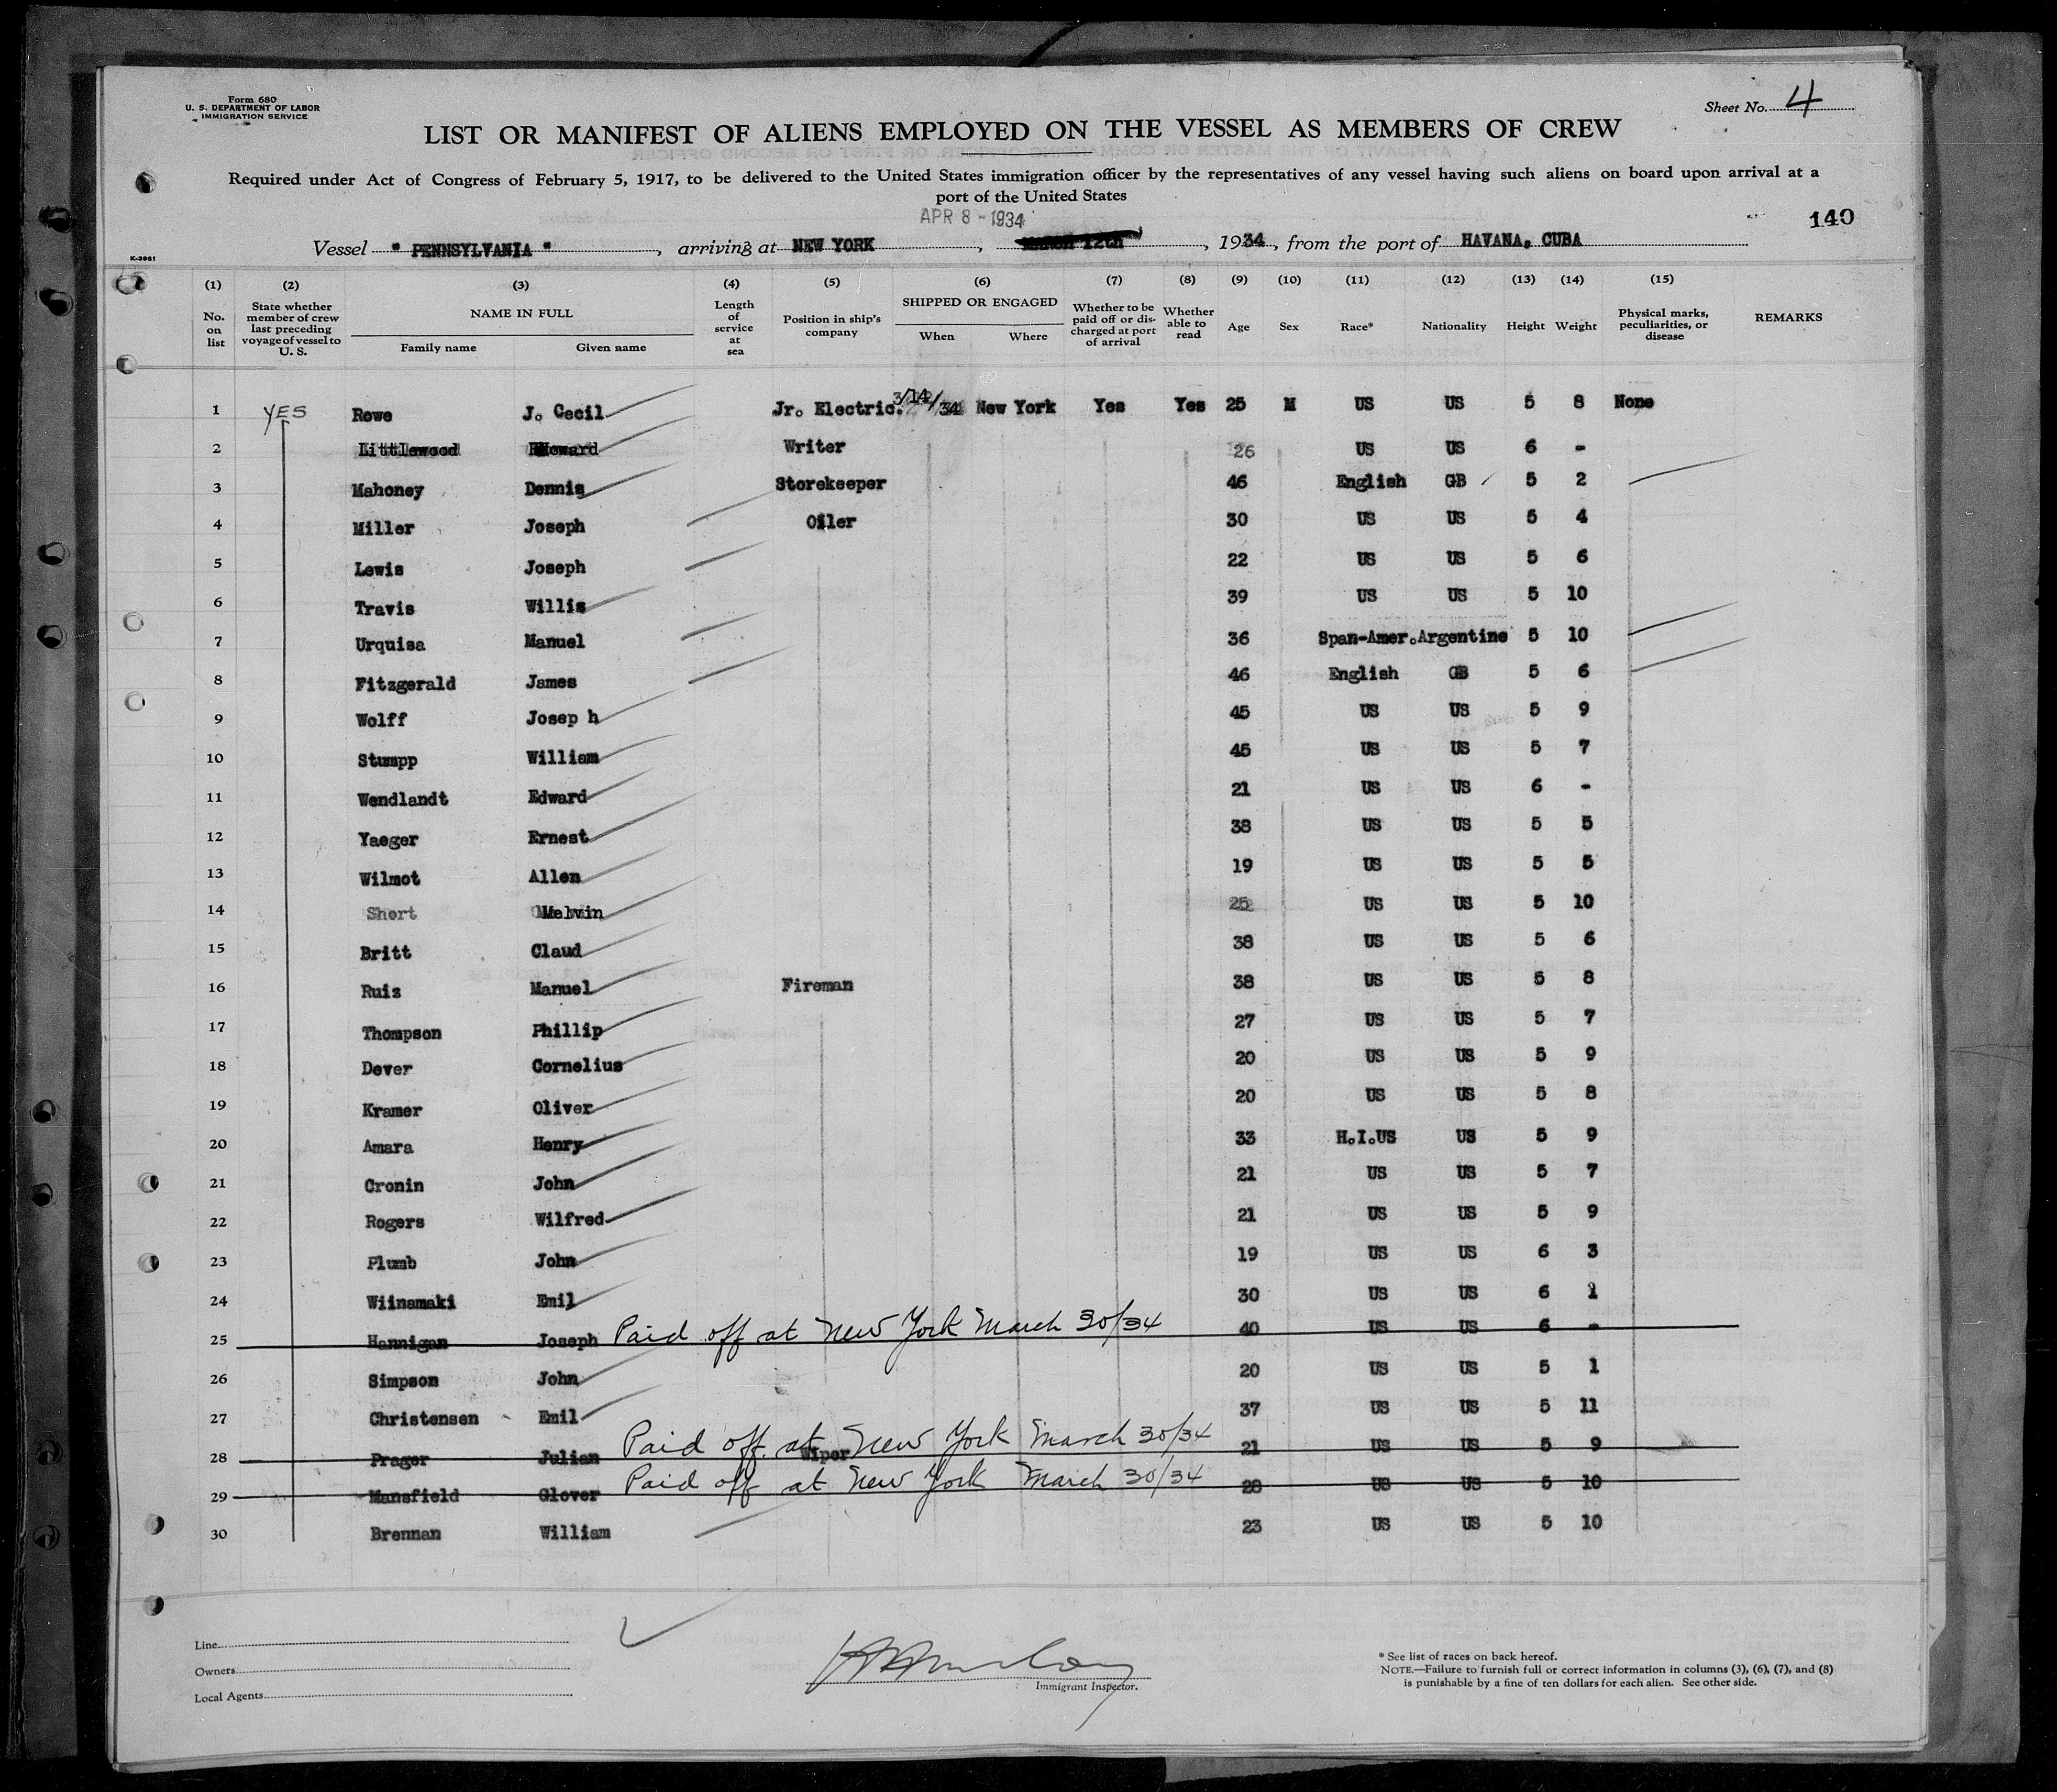 Form 680
U. S. DEPARTMENT OF LABOR
IMMIGRATION SERVICE
Sheet No. 4
LIST OR MANIFEST OF ALIENS EMPLOYED ON THE VESSEL AS MEMBERS OF CREW
Required under Act of Congress of February 5, 1917, to be delivered to the United States immigration officer by the representatives of any vessel having such aliens on board upon arrival at a
port of the United States
APR 8 - 1934
140
Vessel " PENNSYLVANIA " , arriving at NEW YORK , March 12th , 1934 , from the port of HAVANA, CUBA
K-3961
(1) (2) (3) (4) (5) (6) (7) (8) (9) (10) (11) (12) (13) (14) (15)
No. on list State whether member of crew last preceding voyage of vessel to U. S. NAME IN FULL Family name Given name Length of service at sea Position in ship's company SHIPPED OR ENGAGED When Where Whether to be paid off or discharged at port of arrival Whether able to read Age Sex Race* Nationality Height Weight Physical marks, peculiarities, or disease REMARKS
1 YES Rowe J. Cecil Jr. Electric. 3/14/34 New York Yes Yes 25 M US US 5 8 None
2 Littlewood Howard Writer 26 US US 6 -
3 Mahoney Dennis Storekeeper 46 English GB 5 2
4 Miller Joseph Oiler 30 US US 5 4
5 Lewis Joseph 22 US US 5 6
6 Travis Willis 39 US US 5 10
7 Urquisa Manuel 36 Span-Amer. Argentine 5 10
8 Fitzgerald James 46 English GB 5 6
9 Wolff Josep h 45 US US 5 9
10 Stumpp William 45 US US 5 7
11 Wendlandt Edward 21 US US 6 -
12 Yaeger Ernest 38 US US 5 5
13 Wilmot Allen 19 US US 5 5
14 Short Melvin 25 US US 5 10
15 Britt Claud 38 US US 5 6
16 Ruiz Manuel Fireman 38 US US 5 8
17 Thompson Phillip 27 US US 5 7
18 Dever Cornelius 20 US US 5 9
19 Kramer Oliver 20 US US 5 8
20 Amara Henry 33 H.I.US US 5 9
21 Cronin John 21 US US 5 7
22 Rogers Wilfred 21 US US 5 9
23 Plumb John 19 US US 6 3
24 Wiinamaki Emil 30 US US 6 1
25 Hannigan Joseph Paid off at New York March 30/34 40 US US 6 -
26 Simpson John 20 US US 5 1
27 Christensen Emil 37 US US 5 11
28 Prager Julian Paid off at New York March 30/34 Wiper 21 US US 5 9
29 Mansfield Glover Paid off at New York March 30/34 28 US US 5 10
30 Brennan William 23 US US 5 10
Line
Owners
Local Agents
Immigrant Inspector.
* See list of races on back hereof.
NOTE.—Failure to furnish full or correct information in columns (3), (6), (7), and (8)
is punishable by a fine of ten dollars for each alien. See other side.